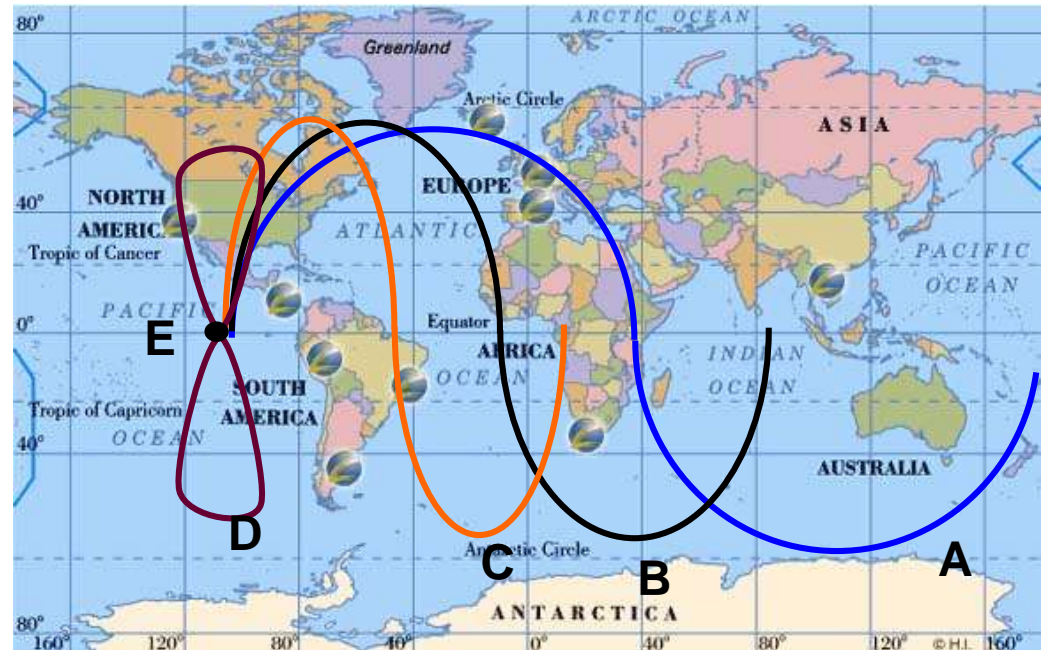 ARCTIC OCEAN
80°
Greenland
Arctic Circle
ASIA
EUROPE
NORTH
AMERIC
40°
ATLANTIC
Tropic of Cancer
PACIFIC
OCEAN
PACIFIC
0°
Equator
E
AFRICA
INDIAN
OCEAN
OCEAN
SOUTH
AMERICA
Tropic of Capricorn
OCEAN
40°
AUSTRALIA
D
C
Antarctic Circle
B
A
ANTARCTICA
80°
160° 120° 80° 40° 0° 40° 80° 120° © H.I. 160°